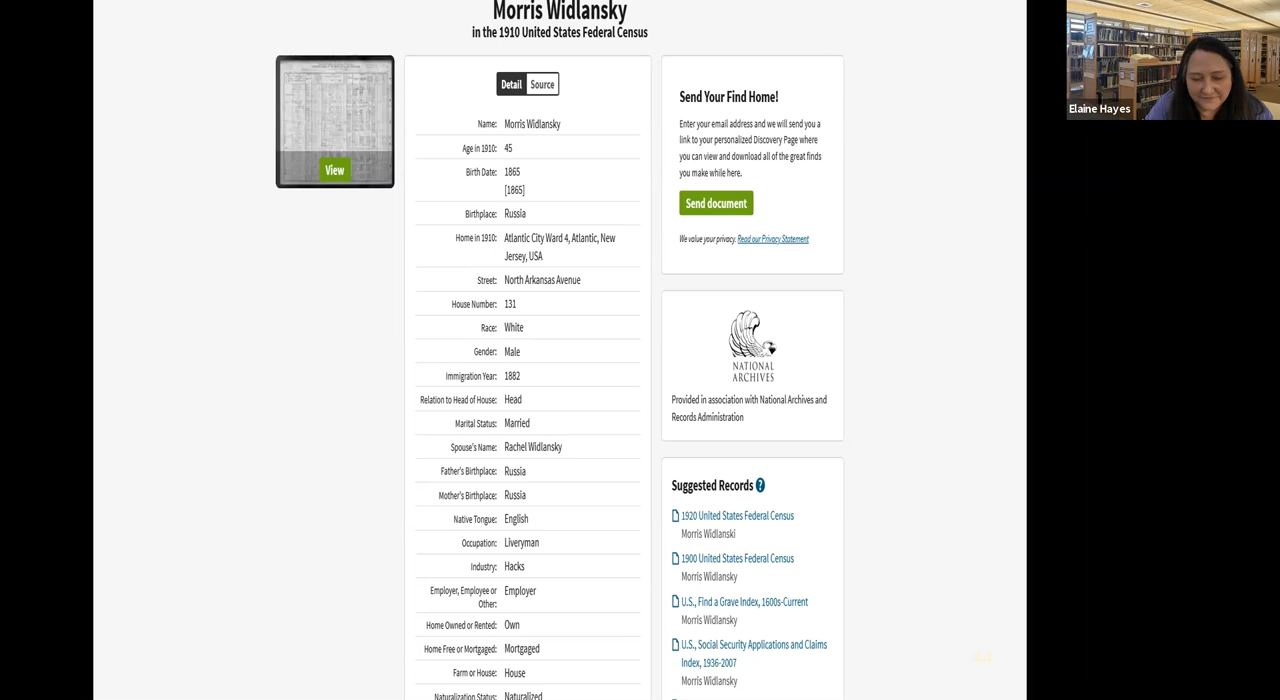 Morris Widlansky
in the 1910 United States Federal Census
View
Detail Source
Name: Morris Widlansky
Age in 1910: 45
Birth Date: 1865
[1865]
Birthplace: Russia
Home in 1910: Atlantic City Ward 4, Atlantic, New
Jersey, USA
Street: North Arkansas Avenue
House Number: 131
Race: White
Gender: Male
Immigration Year: 1882
Relation to Head of House: Head
Marital Status: Married
Spouse's Name: Rachel Widlansky
Father's Birthplace: Russia
Mother's Birthplace: Russia
Native Tongue: English
Occupation: Liveryman
Industry: Hacks
Employer, Employee or Employer
Other:
Home Owned or Rented: Own
Home Free or Mortgaged: Mortgaged
Farm or House: House
Naturalization Status: Naturalized
Send Your Find Home!
Enter your email address and we will send you a
link to your personalized Discovery Page where
you can view and download all of the great finds
you make while here.
Send document
We value your privacy. Read our Privacy Statement
NATIONAL
ARCHIVES
Provided in association with National Archives and
Records Administration
Suggested Records ?
1920 United States Federal Census
Morris Widlanski
1900 United States Federal Census
Morris Widlansky
U.S., Find a Grave Index, 1600s-Current
Morris Widlansky
U.S., Social Security Applications and Claims
Index, 1936-2007
Morris Widlansky
Elaine Hayes